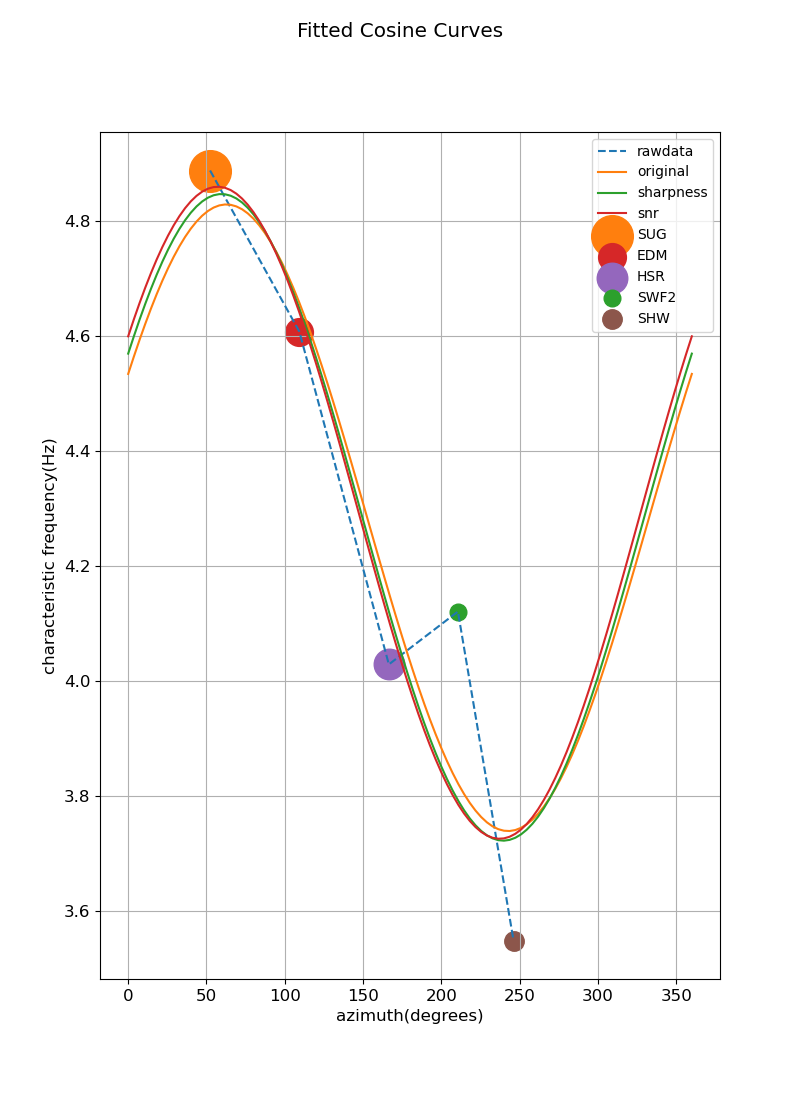 Fitted Cosine Curves
rawdata
original
sharpness
snr
SUG
EDM
HSR
SWF2
SHW
4.8
4.6
4.4
4.2
4.0
3.8
3.6
characteristic frequency(Hz)
0 50 100 150 200 250 300 350
azimuth(degrees)